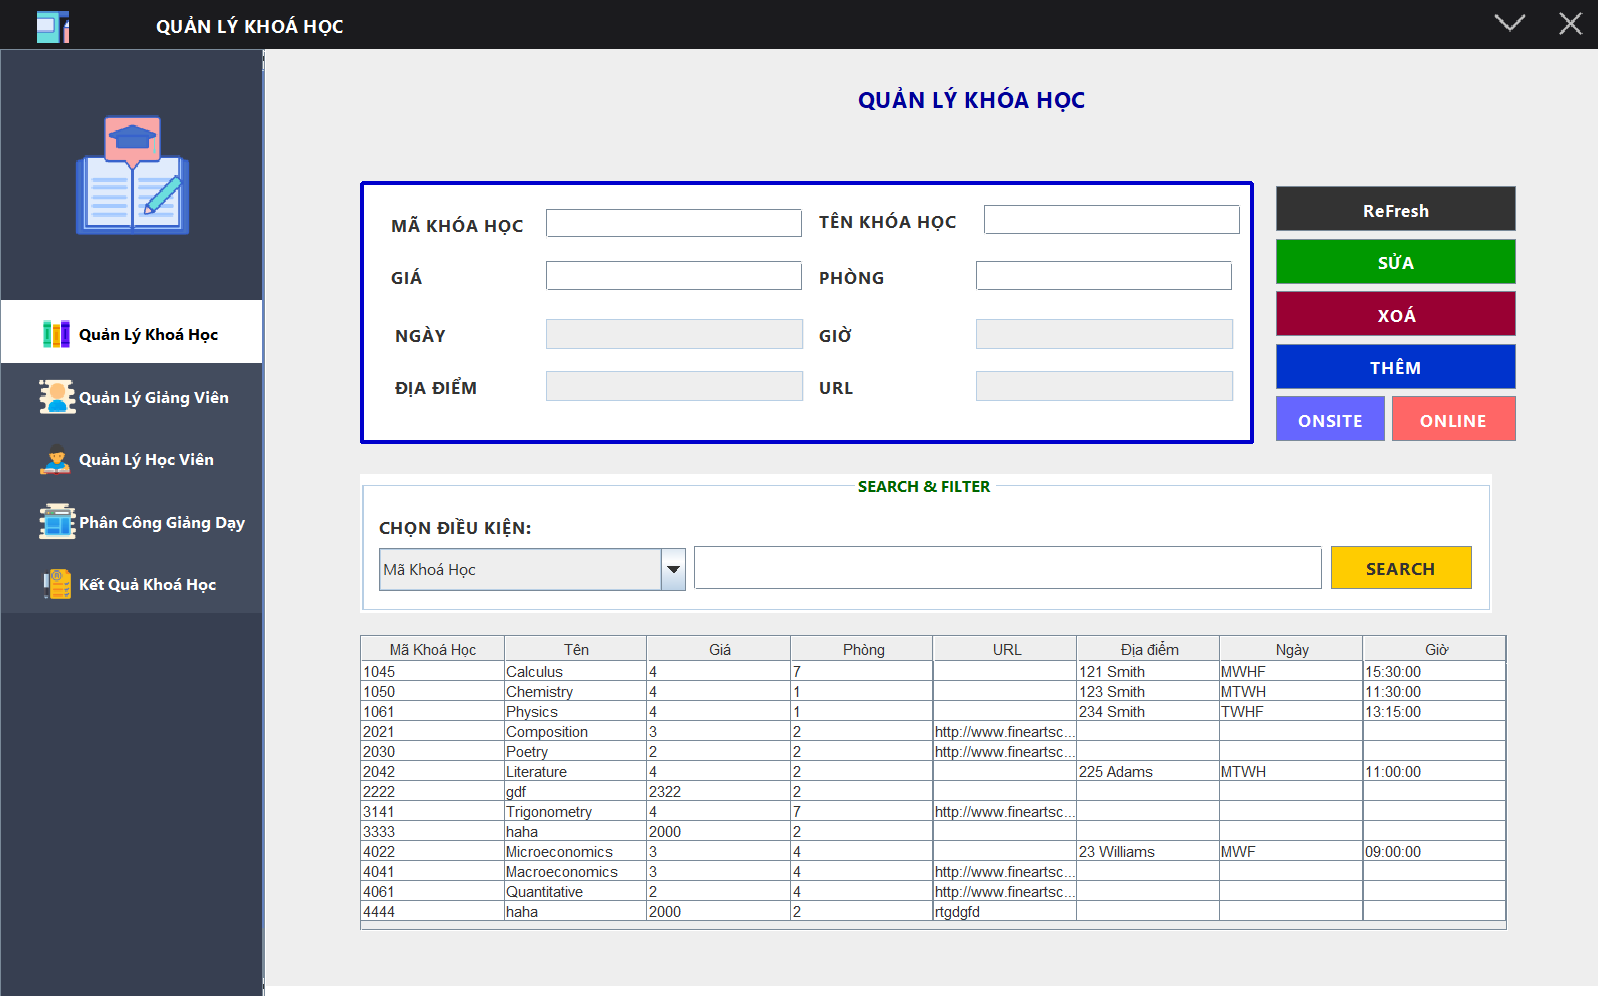 QUẢN LÝ KHOÁ HỌC
QUẢN LÝ KHÓA HỌC
MÃ KHÓA HỌC
TÊN KHÓA HỌC
GIÁ
PHÒNG
NGÀY
GIỜ
ĐỊA ĐIỂM
URL
ReFresh
SỬA
XOÁ
THÊM
ONSITE
ONLINE
Quản Lý Khoá Học
Quản Lý Giảng Viên
Quản Lý Học Viên
Phân Công Giảng Dạy
Kết Quả Khoá Học
SEARCH & FILTER
CHỌN ĐIỀU KIỆN:
Mã Khoá Học
SEARCH
Mã Khoá Học Tên Giá Phòng URL Địa điểm Ngày Giờ
1045 Calculus 4 7 121 Smith MWHF 15:30:00
1050 Chemistry 4 1 123 Smith MTWH 11:30:00
1061 Physics 4 1 234 Smith TWHF 13:15:00
2021 Composition 3 2 http://www.fineartsc...
2030 Poetry 2 2 http://www.fineartsc...
2042 Literature 4 2 225 Adams MTWH 11:00:00
2222 gdf 2322 2
3141 Trigonometry 4 7 http://www.fineartsc...
3333 haha 2000 2
4022 Microeconomics 3 4 23 Williams MWF 09:00:00
4041 Macroeconomics 3 4 http://www.fineartsc...
4061 Quantitative 2 4 http://www.fineartsc...
4444 haha 2000 2 rtgdgfd